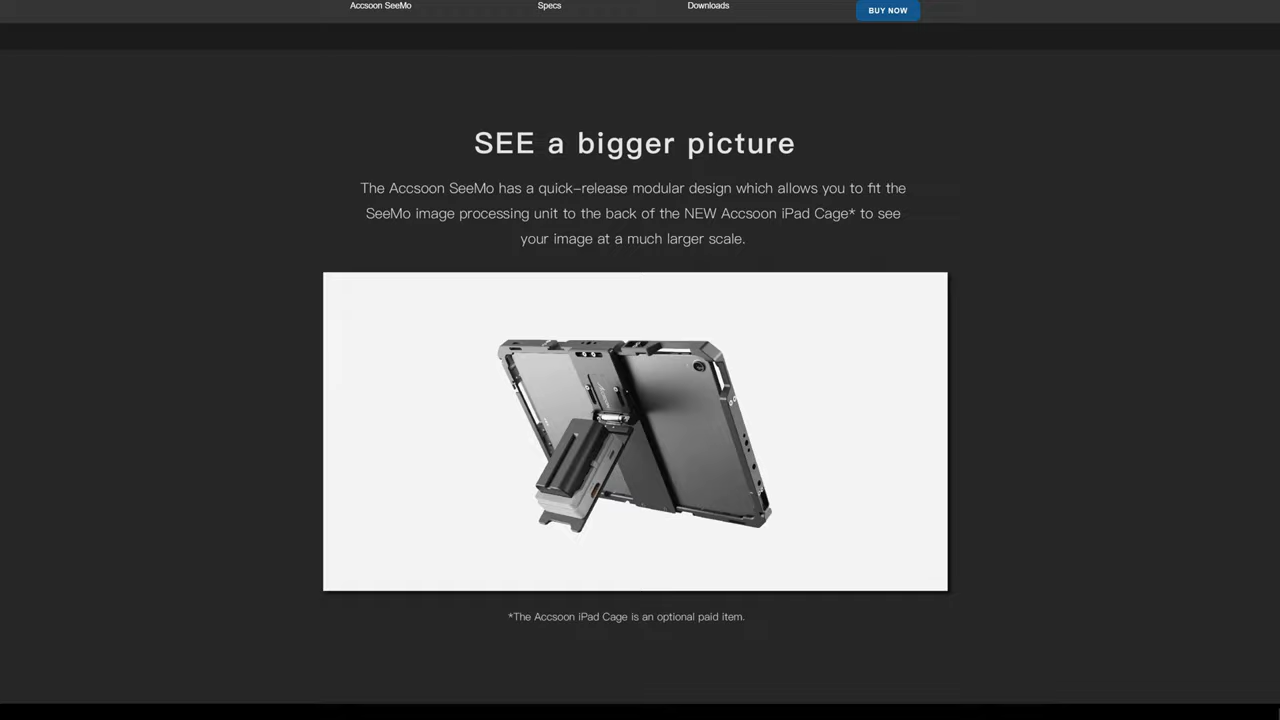 Accsoon SeeMo
Specs
Downloads
BUY NOW
SEE a bigger picture
The Accsoon SeeMo has a quick-release modular design which allows you to fit the
SeeMo image processing unit to the back of the NEW Accsoon iPad Cage* to see
your image at a much larger scale.
*The Accsoon iPad Cage is an optional paid item.